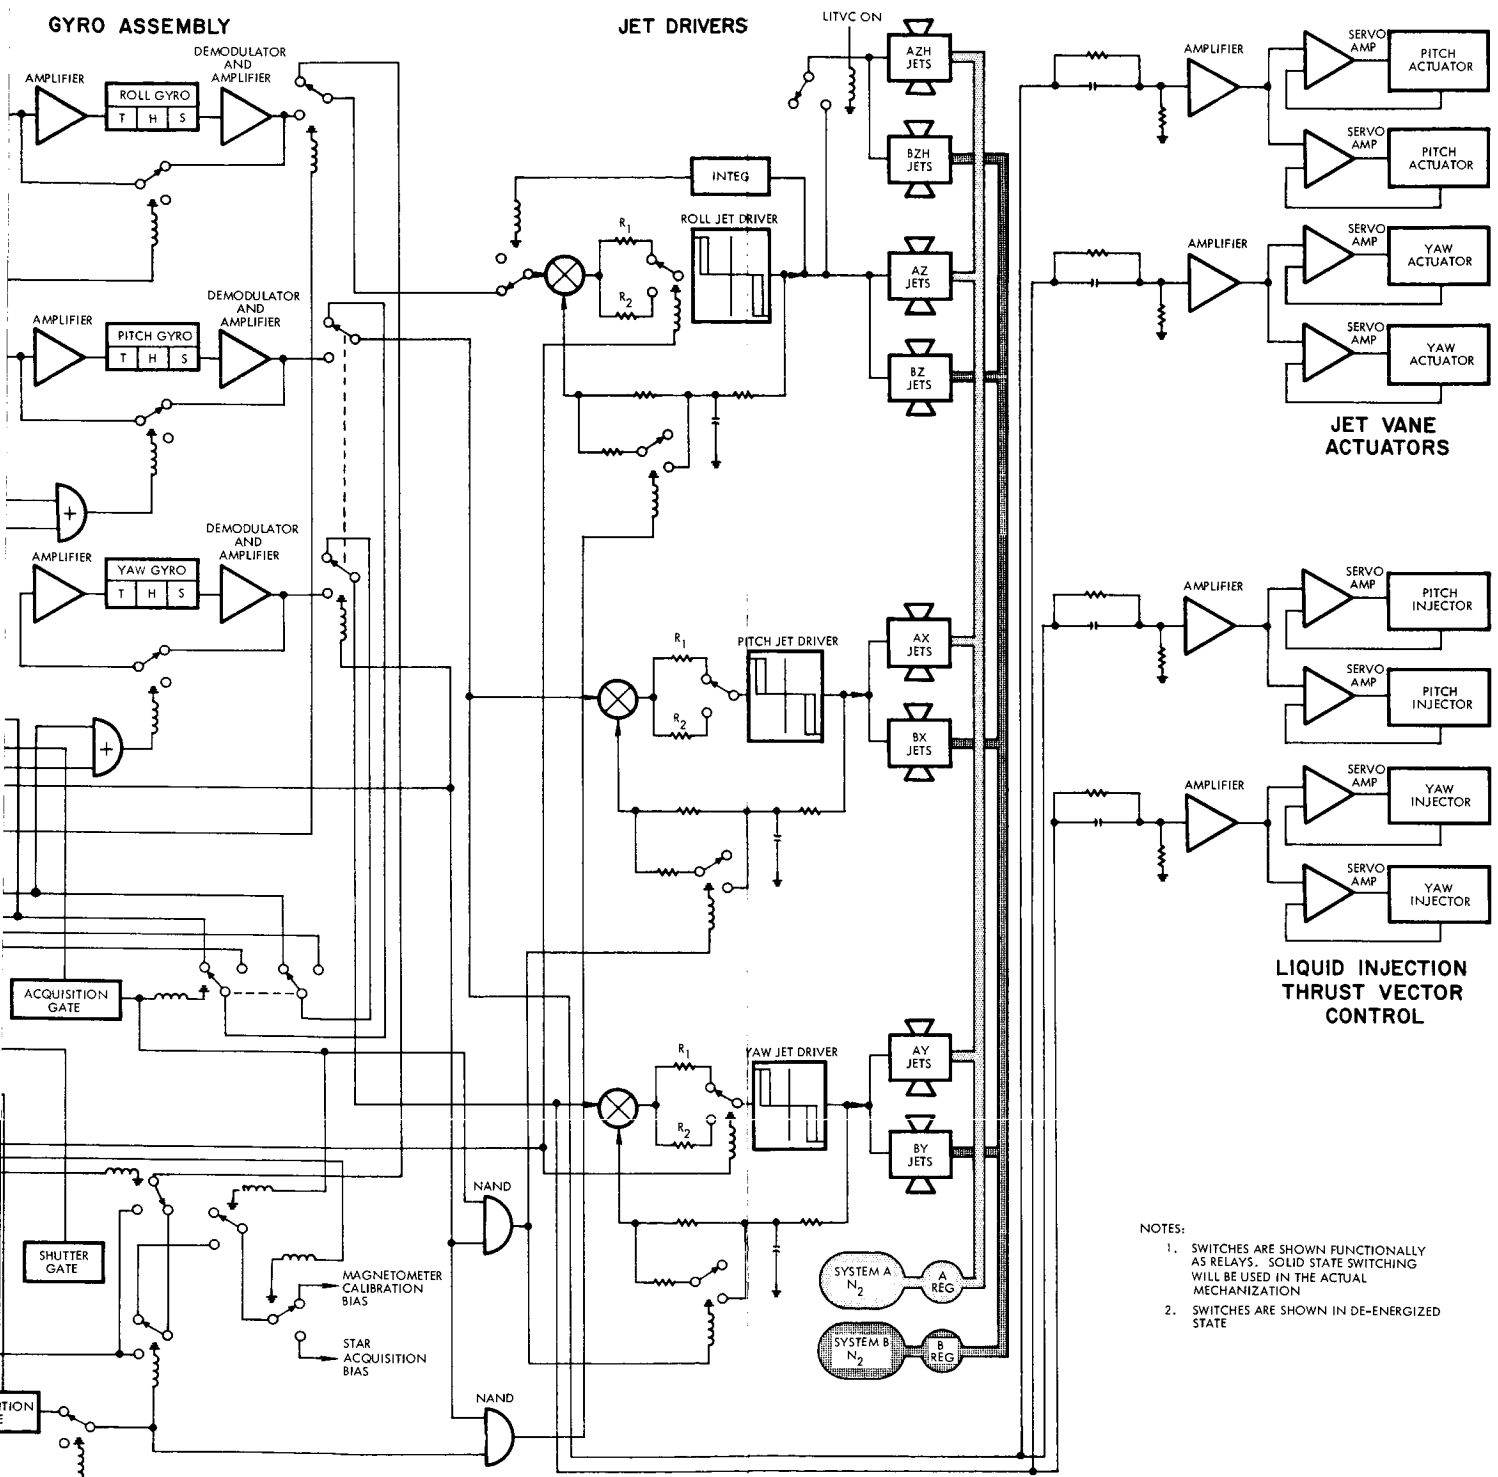 GYRO ASSEMBLY
JET DRIVERS
LITVC ON
DEMODULATOR
AND
AMPLIFIER
AMPLIFIER
ROLL GYRO
T H S
DEMODULATOR
AND
AMPLIFIER
AMPLIFIER
PITCH GYRO
T H S
+
DEMODULATOR
AND
AMPLIFIER
AMPLIFIER
YAW GYRO
T H S
+
ACQUISITION
GATE
SHUTTER
GATE
MAGNETOMETER
CALIBRATION
BIAS
STAR
ACQUISITION
BIAS
TION
E
NAND
NAND
INTEG
ROLL JET DRIVER
R1
R2
PITCH JET DRIVER
R1
R2
YAW JET DRIVER
R1
R2
AZH
JETS
BZH
JETS
AZ
JETS
BZ
JETS
AX
JETS
BX
JETS
AY
JETS
BY
JETS
SYSTEM A
N2
A
REG
SYSTEM B
N2
B
REG
AMPLIFIER
SERVO
AMP
PITCH
ACTUATOR
SERVO
AMP
PITCH
ACTUATOR
AMPLIFIER
SERVO
AMP
YAW
ACTUATOR
SERVO
AMP
YAW
ACTUATOR
JET VANE
ACTUATORS
AMPLIFIER
SERVO
AMP
PITCH
INJECTOR
SERVO
AMP
PITCH
INJECTOR
AMPLIFIER
SERVO
AMP
YAW
INJECTOR
SERVO
AMP
YAW
INJECTOR
LIQUID INJECTION
THRUST VECTOR
CONTROL
NOTES:
1. SWITCHES ARE SHOWN FUNCTIONALLY
AS RELAYS. SOLID STATE SWITCHING
WILL BE USED IN THE ACTUAL
MECHANIZATION
2. SWITCHES ARE SHOWN IN DE-ENERGIZED
STATE